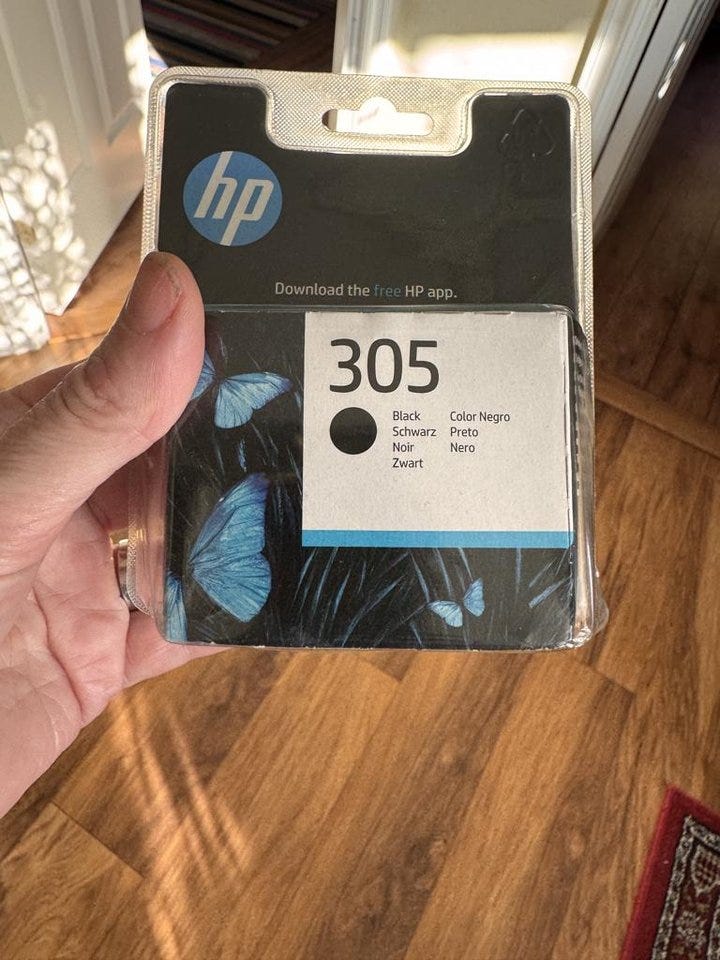 hp
Download the free HP app.
305
Black Color Negro
Schwarz Preto
Noir Nero
Zwart